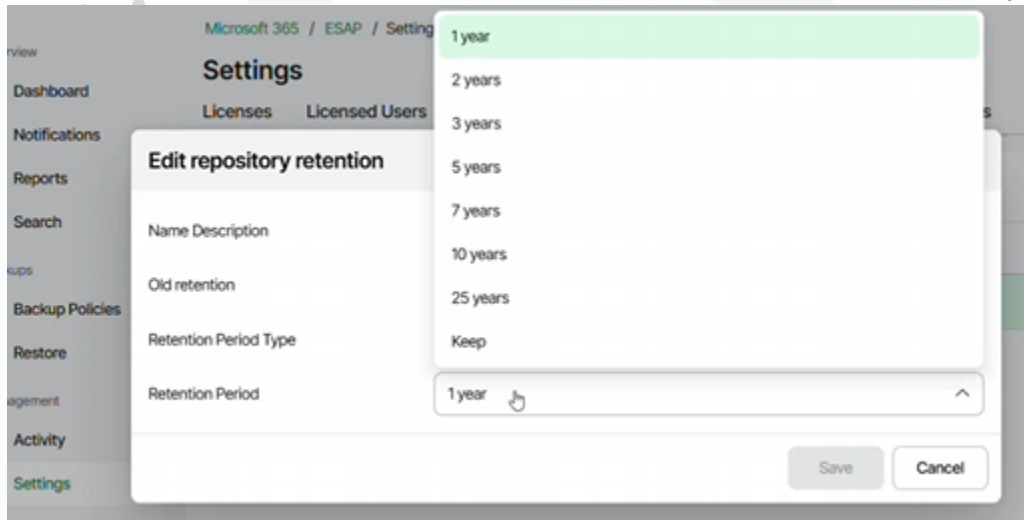 Microsoft 365 / ESAP / Setting
Settings
Licenses Licensed Users
rview
Dashboard
Notifications
Reports
Search
kups
Backup Policies
Restore
agement
Activity
Settings
Edit repository retention
Name Description
Old retention
Retention Period Type
Retention Period
1 year
2 years
3 years
5 years
7 years
10 years
25 years
Keep
1 year
Save Cancel